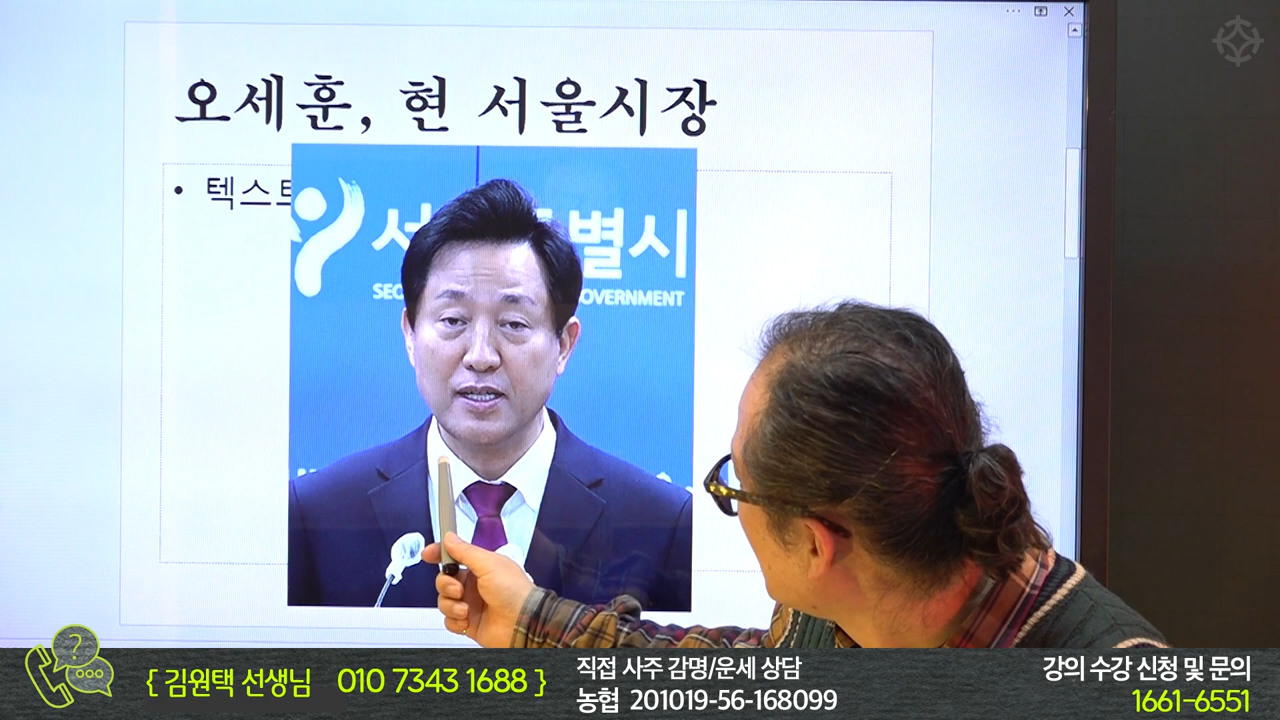 오세훈, 현 서울시장
• 텍스트
서 별시
SEO OVERNMENT
{ 김원택 선생님 010 7343 1688 }
직접 사주 감명/운세 상담
농협 201019-56-168099
강의 수강 신청 및 문의
1661-6551